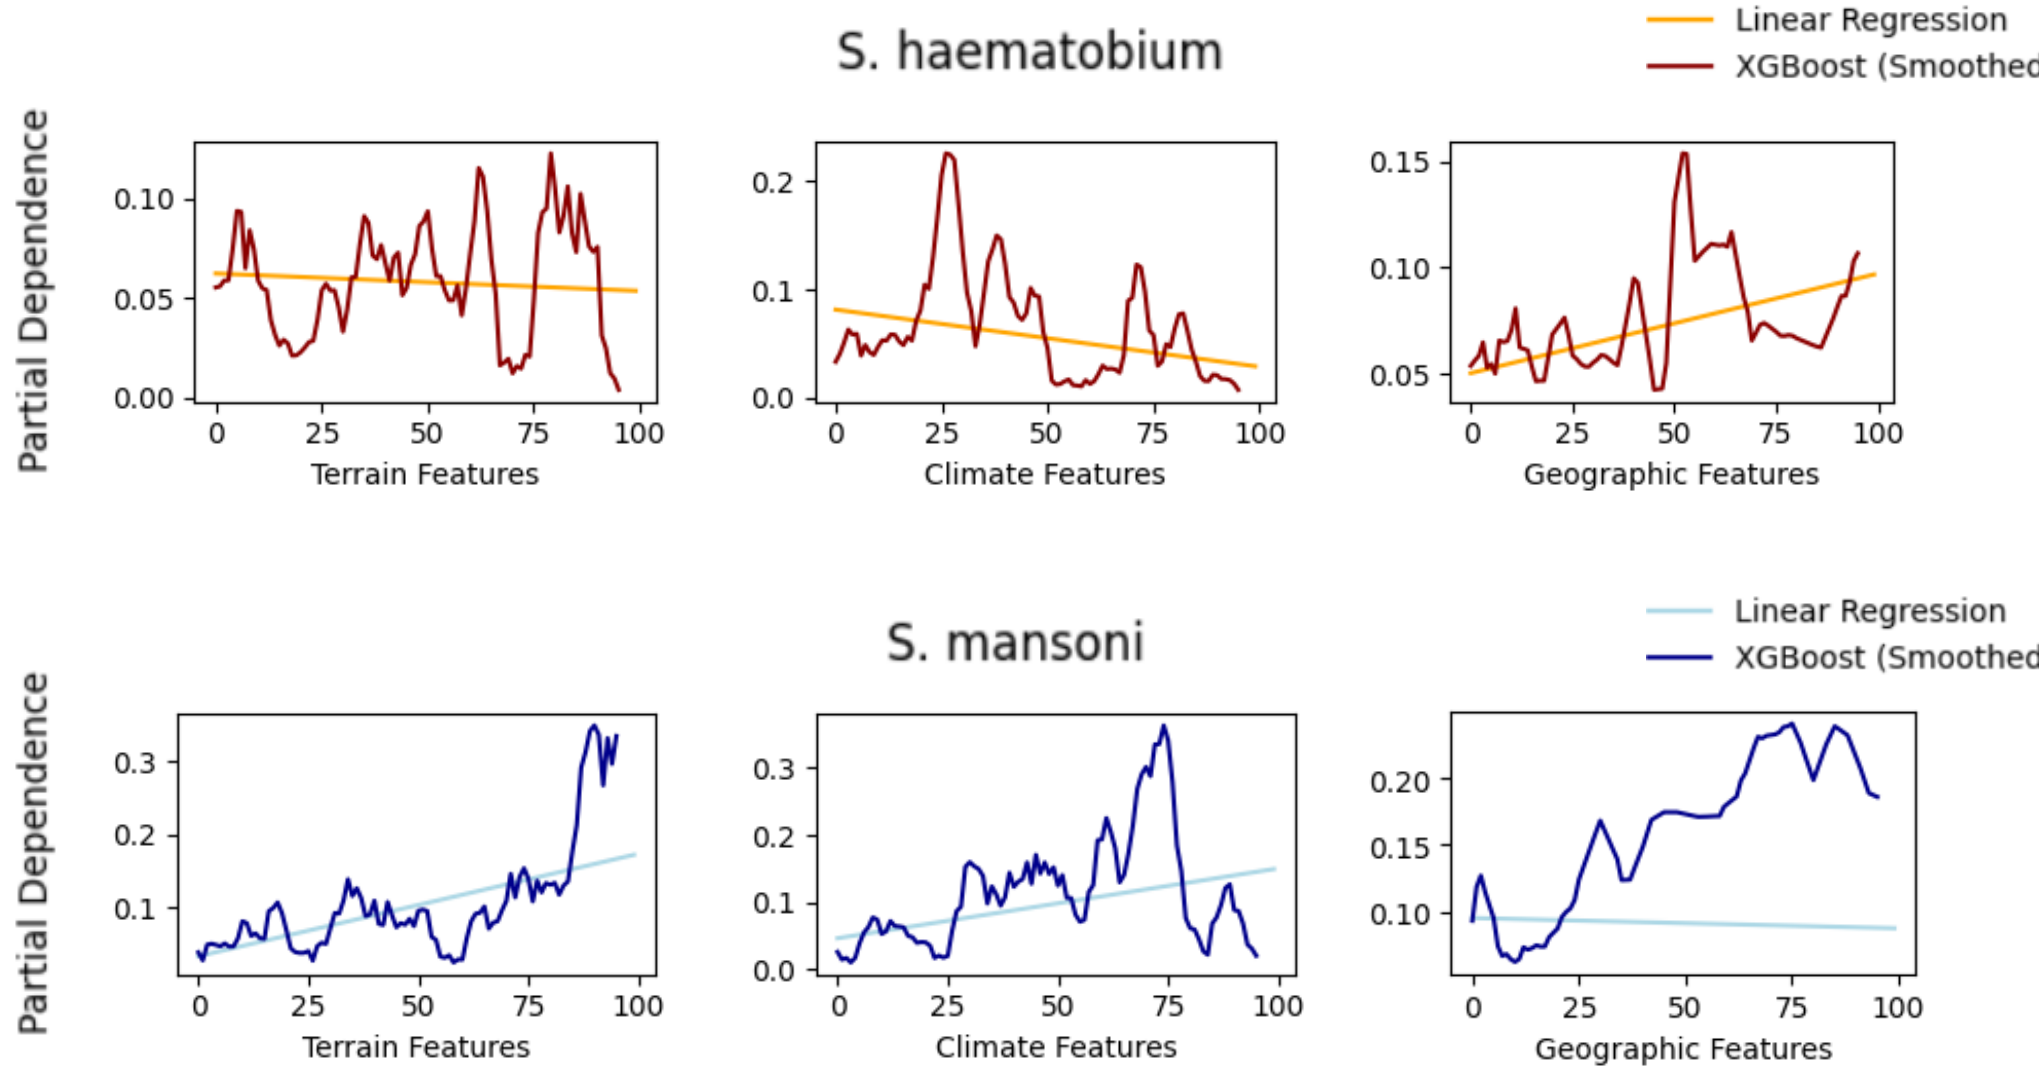 S. haematobium
Linear Regression
XGBoost (Smoothed
Partial Dependence
0.10
0.05
0.00
0 25 50 75 100
Terrain Features
0.2
0.1
0.0
0 25 50 75 100
Climate Features
0.15
0.10
0.05
0 25 50 75 100
Geographic Features
S. mansoni
Linear Regression
XGBoost (Smoothed
Partial Dependence
0.3
0.2
0.1
0 25 50 75 100
Terrain Features
0.3
0.2
0.1
0.0
0 25 50 75 100
Climate Features
0.20
0.15
0.10
0 25 50 75 100
Geographic Features